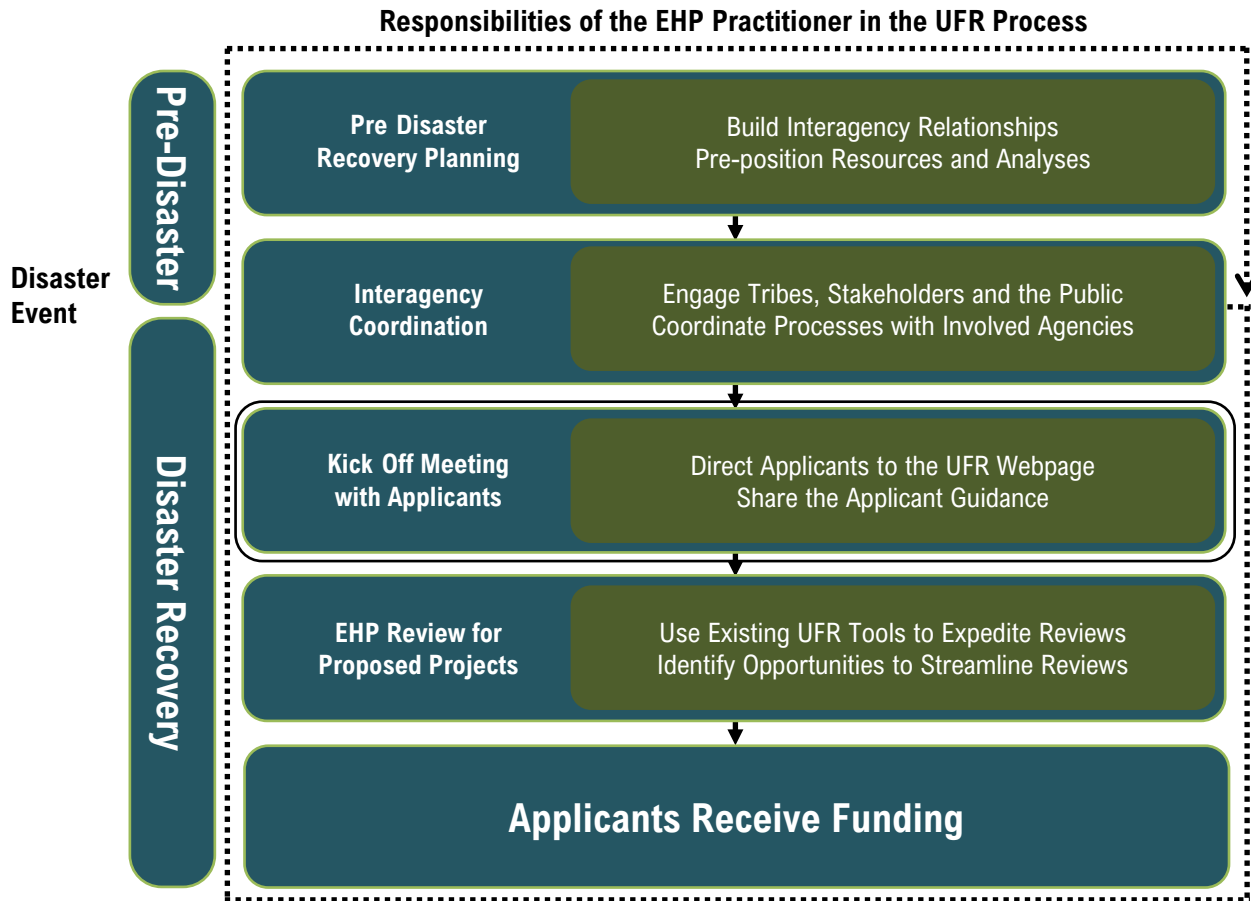 Responsibilities of the EHP Practitioner in the UFR Process
Pre-Disaster
Pre Disaster
Recovery Planning
Build Interagency Relationships
Pre-position Resources and Analyses
Disaster
Event
Interagency
Coordination
Engage Tribes, Stakeholders and the Public
Coordinate Processes with Involved Agencies
Disaster Recovery
Kick Off Meeting
with Applicants
Direct Applicants to the UFR Webpage
Share the Applicant Guidance
EHP Review for
Proposed Projects
Use Existing UFR Tools to Expedite Reviews
Identify Opportunities to Streamline Reviews
Applicants Receive Funding